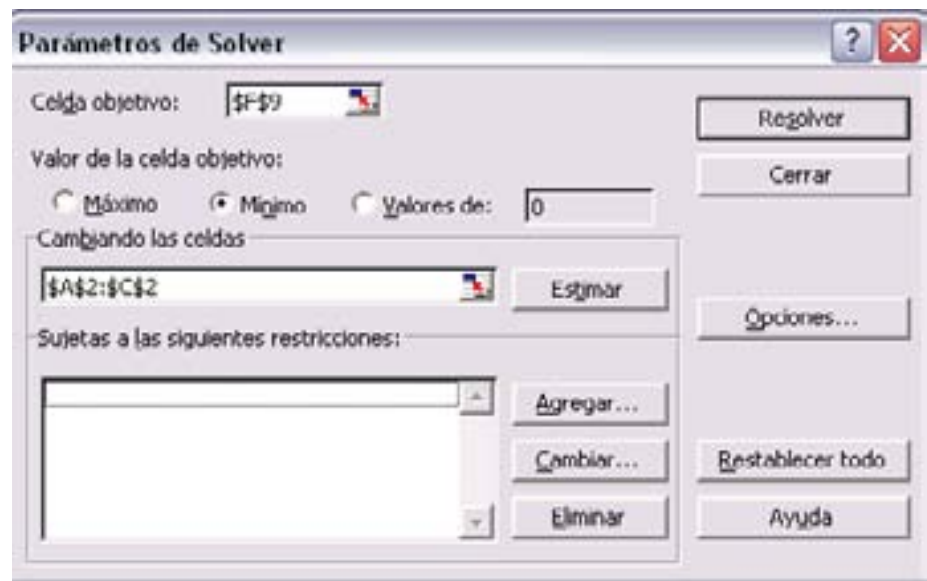 Parámetros de Solver
Celda objetivo: $F$9
Resolver
Valor de la celda objetivo:
Cerrar
Máximo Mínimo Valores de: 0
Cambiando las celdas
$A$2:$C$2 Estimar
Opciones...
Sujetas a las siguientes restricciones:
Agregar...
Cambiar... Restablecer todo
Eliminar Ayuda